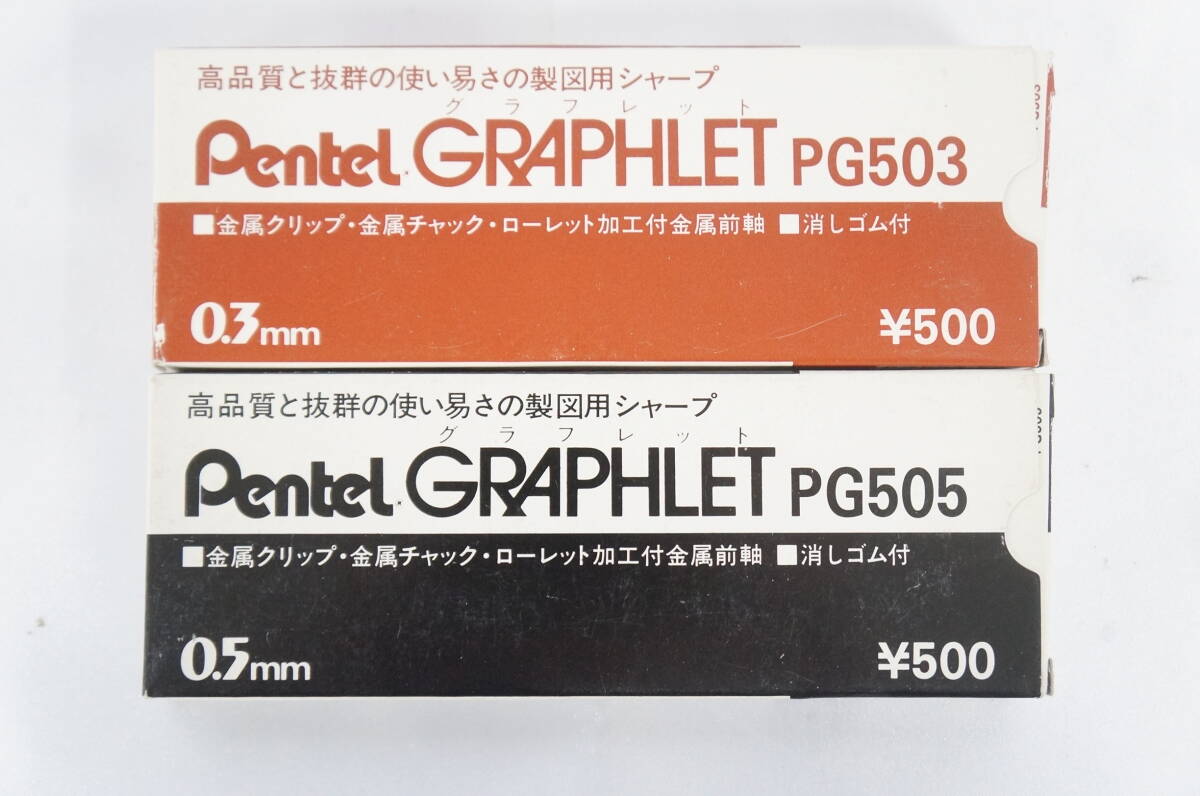 高品質と抜群の使い易さの製図用シャープ
グラフレット
Pentel GRAPHLET PG503
■金属クリップ・金属チャック・ローレット加工付金属前軸 ■消しゴム付
0.3mm ¥500
高品質と抜群の使い易さの製図用シャープ
グラフレット
Pentel GRAPHLET PG505
■金属クリップ・金属チャック・ローレット加工付金属前軸 ■消しゴム付
0.5mm ¥500